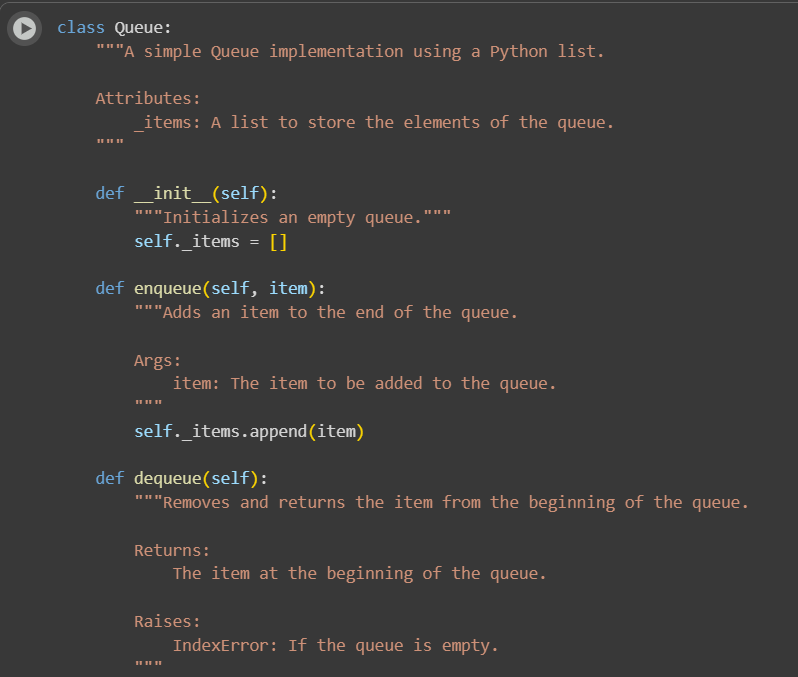 class Queue:
    """A simple Queue implementation using a Python list.

    Attributes:
        _items: A list to store the elements of the queue.
    """

    def __init__(self):
        """Initializes an empty queue."""
        self._items = []

    def enqueue(self, item):
        """Adds an item to the end of the queue.

        Args:
            item: The item to be added to the queue.
        """
        self._items.append(item)

    def dequeue(self):
        """Removes and returns the item from the beginning of the queue.

        Returns:
            The item at the beginning of the queue.

        Raises:
            IndexError: If the queue is empty.
        """